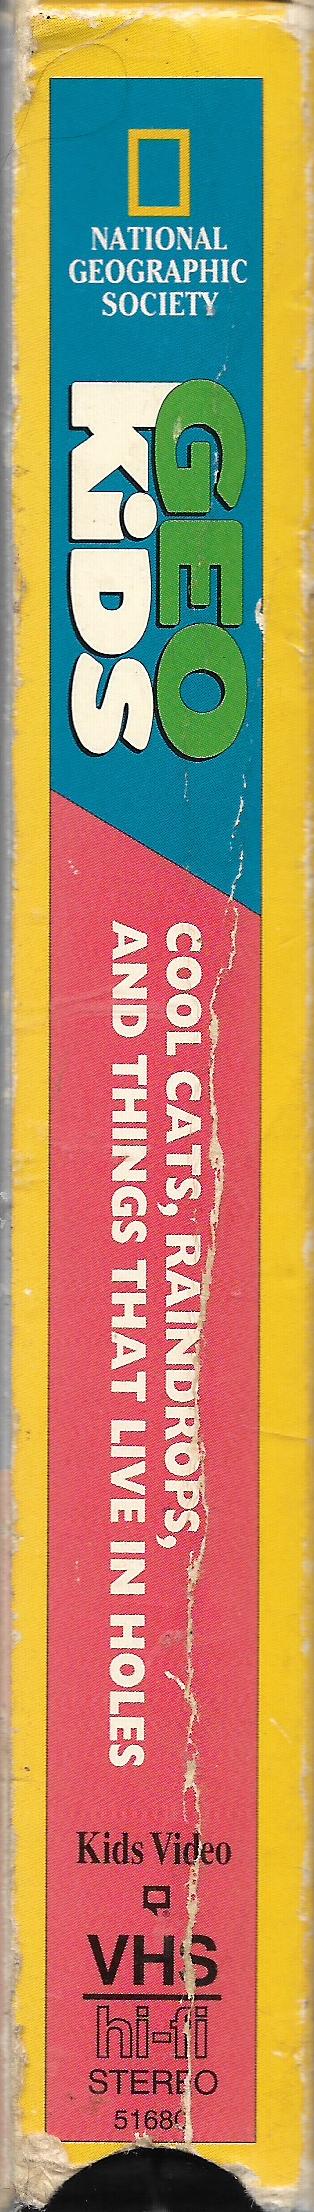 NATIONAL
GEOGRAPHIC
SOCIETY
GEO
KiDS
COOL CATS, RAINDROPS,
AND THINGS THAT LIVE IN HOLES
Kids Video
VHS
hi-fi
STEREO